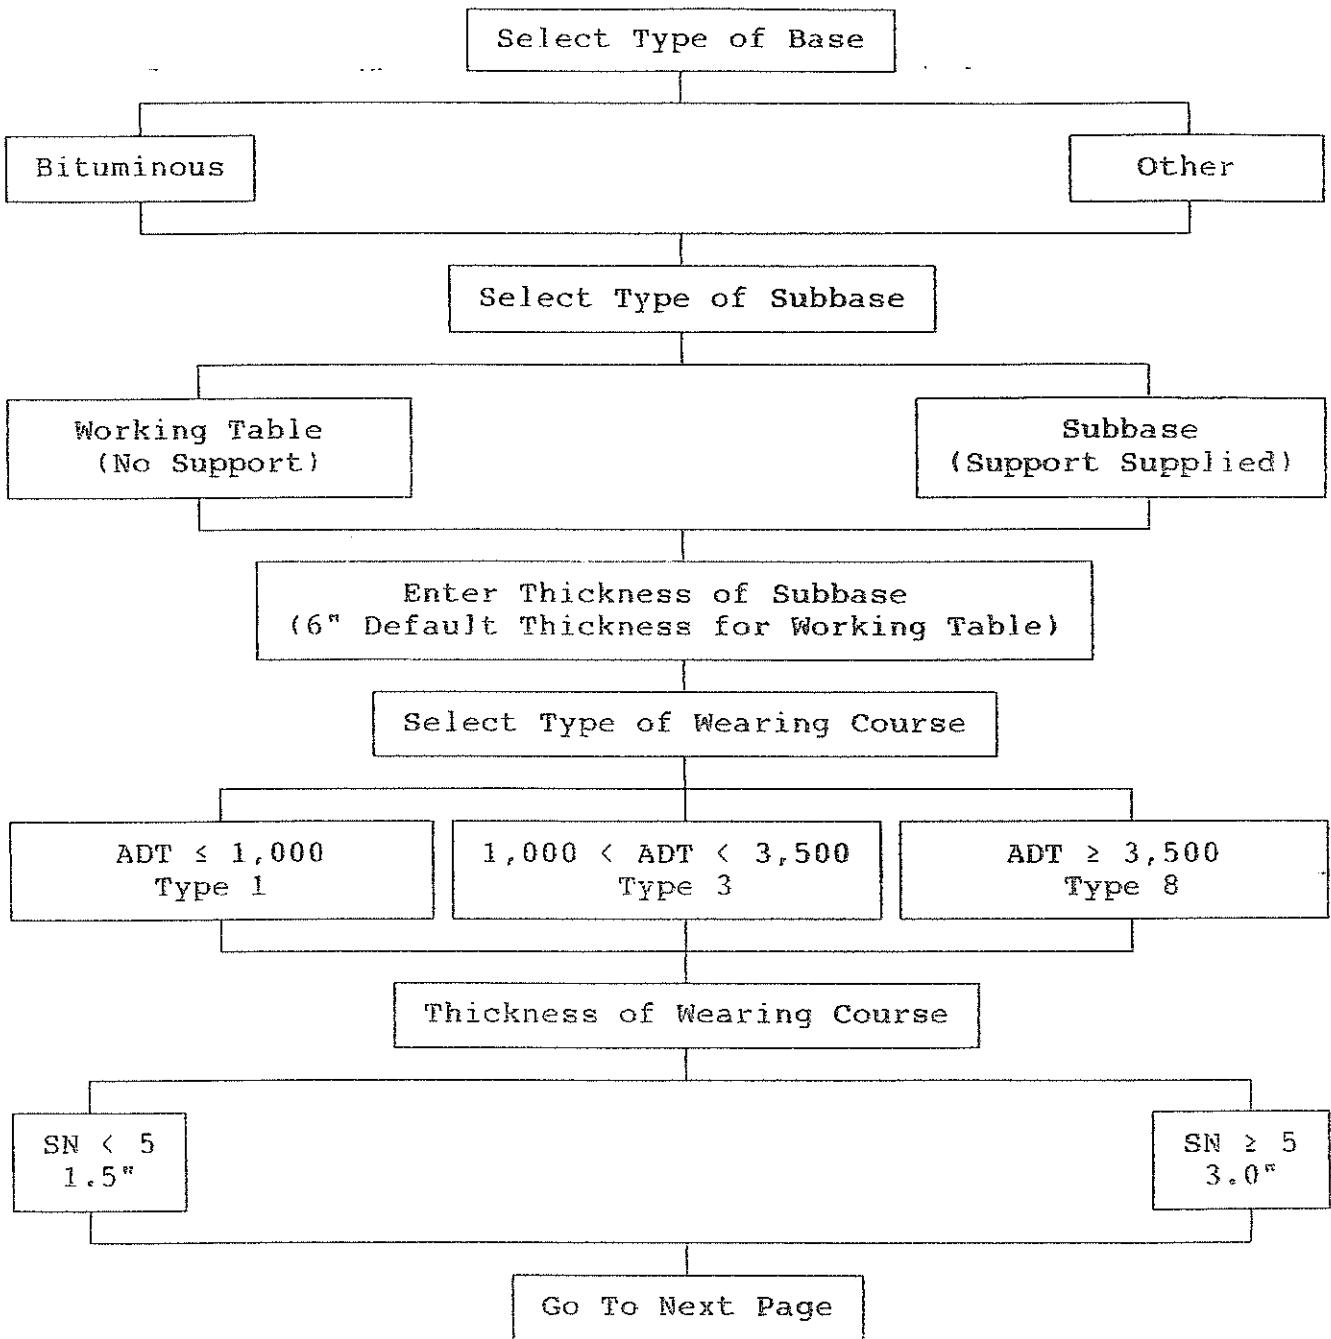 Select Type of Base
Bituminous
Other
Select Type of Subbase
Working Table
(No Support)
Subbase
(Support Supplied)
Enter Thickness of Subbase
(6" Default Thickness for Working Table)
Select Type of Wearing Course
ADT ≤ 1,000
Type 1
1,000 < ADT < 3,500
Type 3
ADT ≥ 3,500
Type 8
Thickness of Wearing Course
SN < 5
1.5"
SN ≥ 5
3.0"
Go To Next Page